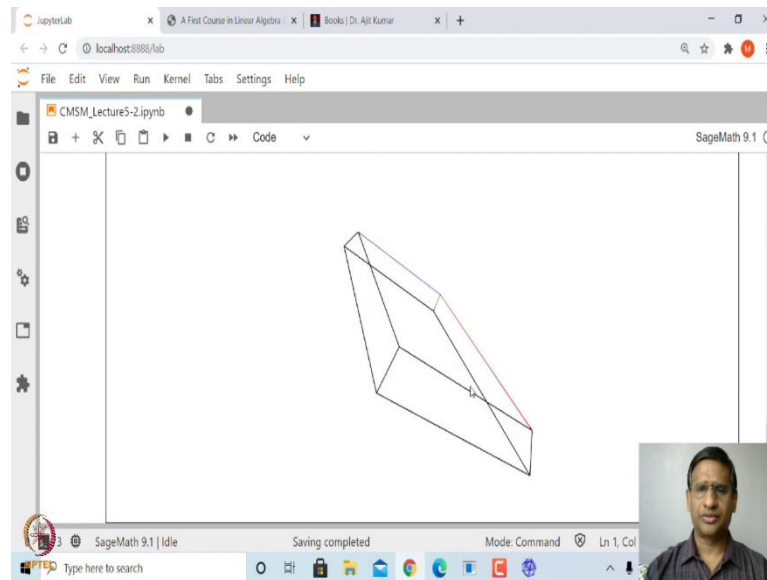 JupyterLab
A First Course in Linear Algebra
Books | Dr. Ajit Kumar
localhost:8888/lab
M
File Edit View Run Kernel Tabs Settings Help
CMSM_Lecture5-2.ipynb
Code
SageMath 9.1
3
SageMath 9.1 | Idle
Saving completed
Mode: Command
Ln 1, Col
NPTEL
Type here to search